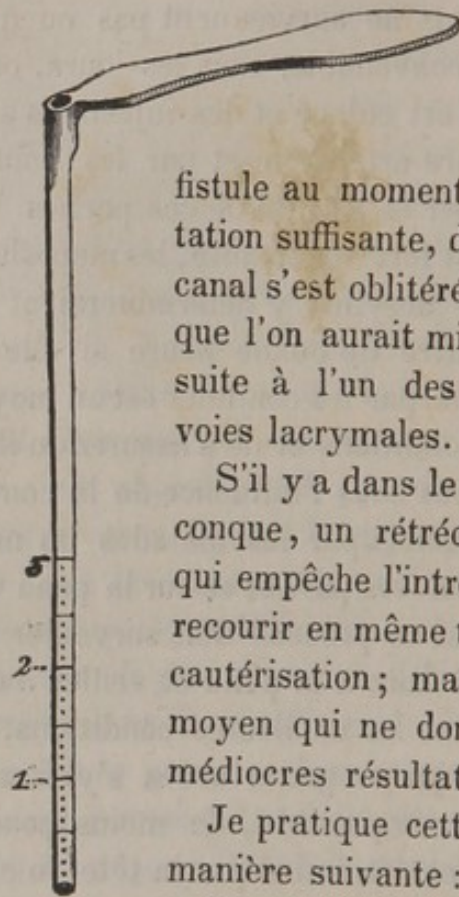 fistule au moment
tation suffisante, d
canal s'est oblitéré
que l'on aurait mi
suite à l'un des
voies lacrymales.
S'il y a dans le
conque, un rétréc
qui empêche l'intr
recourir en même t
cautérisation; ma
moyen qui ne don
médiocres résultat
Je pratique cett
manière suivante :
3
2
1